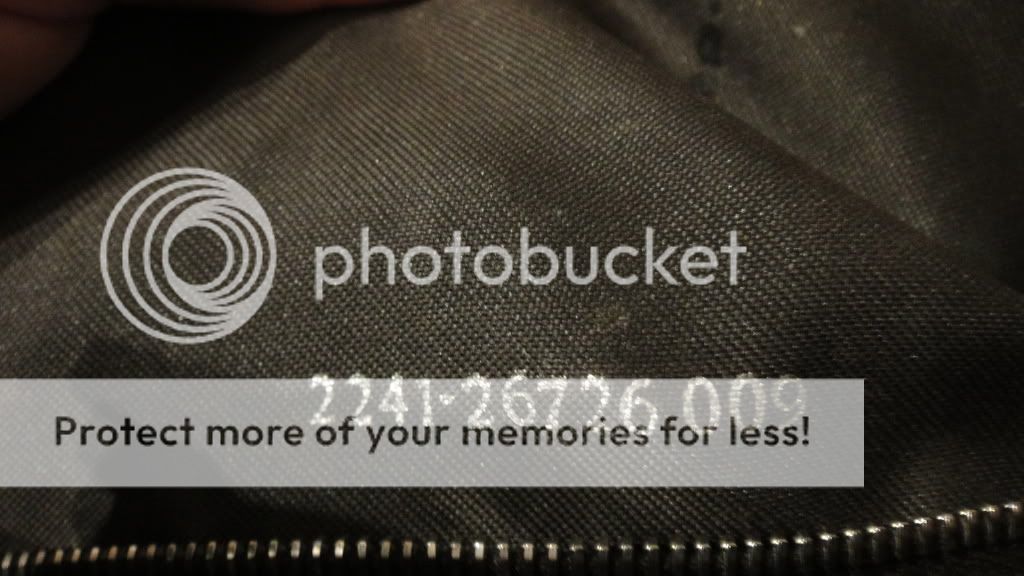 photobucket
2241-26726 009
Protect more of your memories for less!